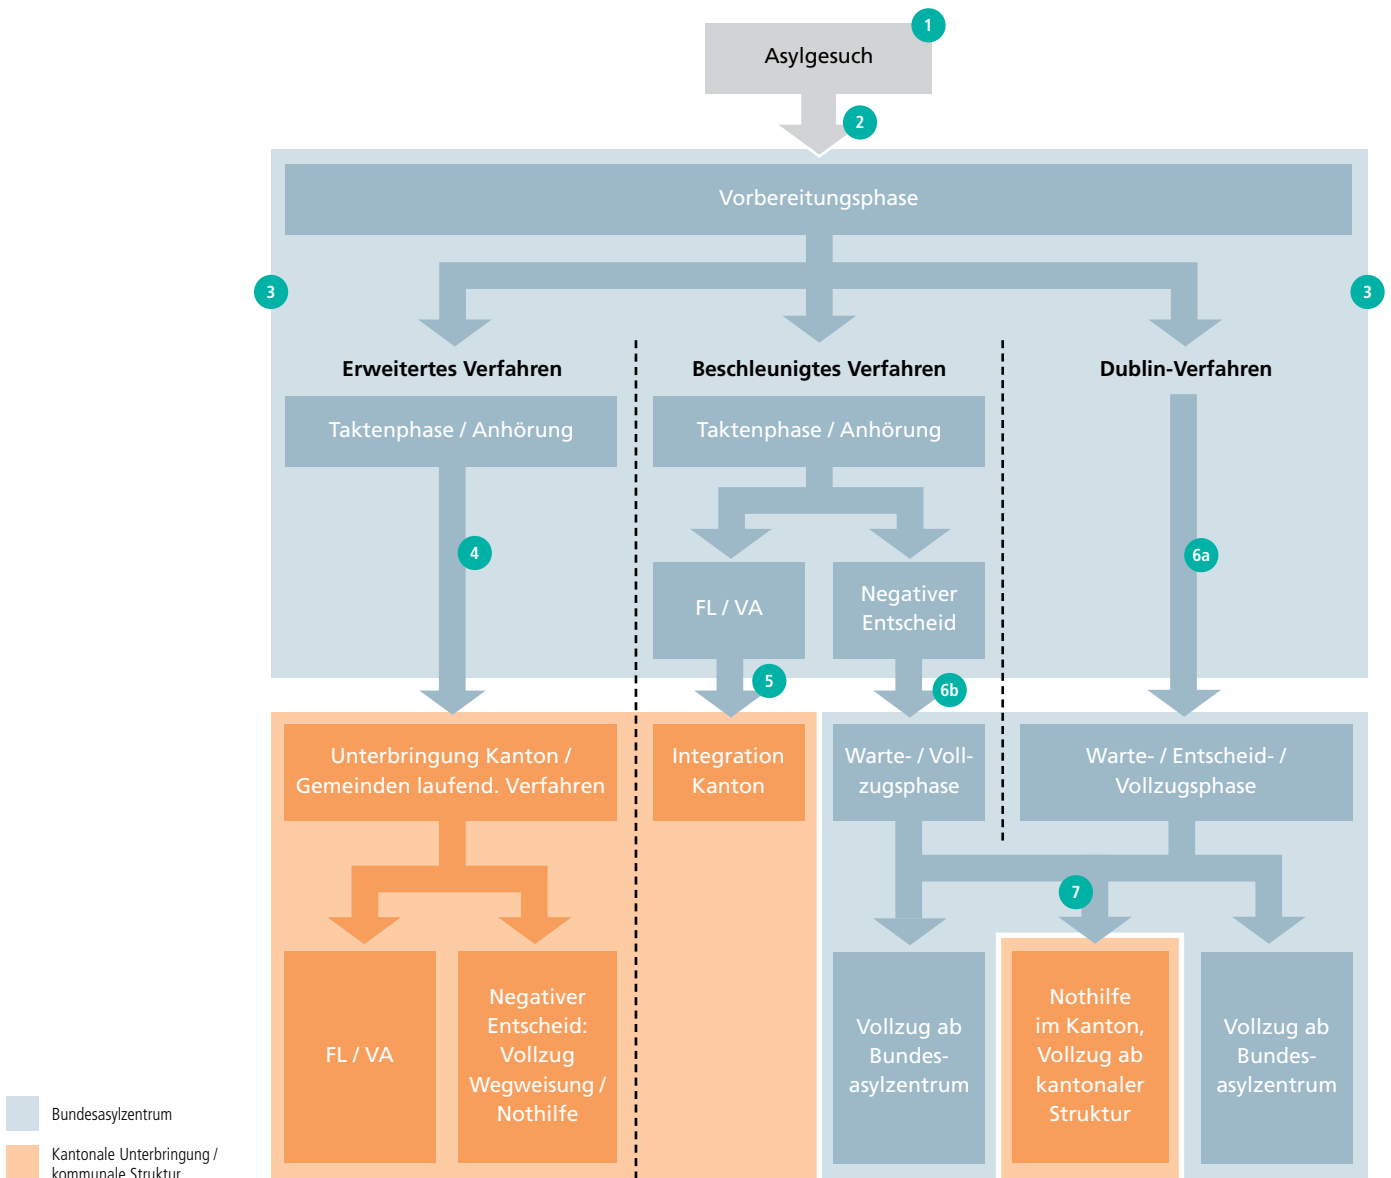 1
Asylgesuch
2
Vorbereitungsphase
3
3
Erweitertes Verfahren
Beschleunigtes Verfahren
Dublin-Verfahren
Taktenphase / Anhörung
Taktenphase / Anhörung
4
6a
FL / VA
Negativer
Entscheid
5
6b
Unterbringung Kanton /
Gemeinden laufend. Verfahren
Integration
Kanton
Warte- / Voll-
zugsphase
Warte- / Entscheid- /
Vollzugsphase
7
FL / VA
Negativer
Entscheid:
Vollzug
Wegweisung /
Nothilfe
Vollzug ab
Bundes-
asylzentrum
Nothilfe
im Kanton,
Vollzug ab
kantonaler
Struktur
Vollzug ab
Bundes-
asylzentrum
Bundesasylzentrum
Kantonale Unterbringung /
kommunale Struktur